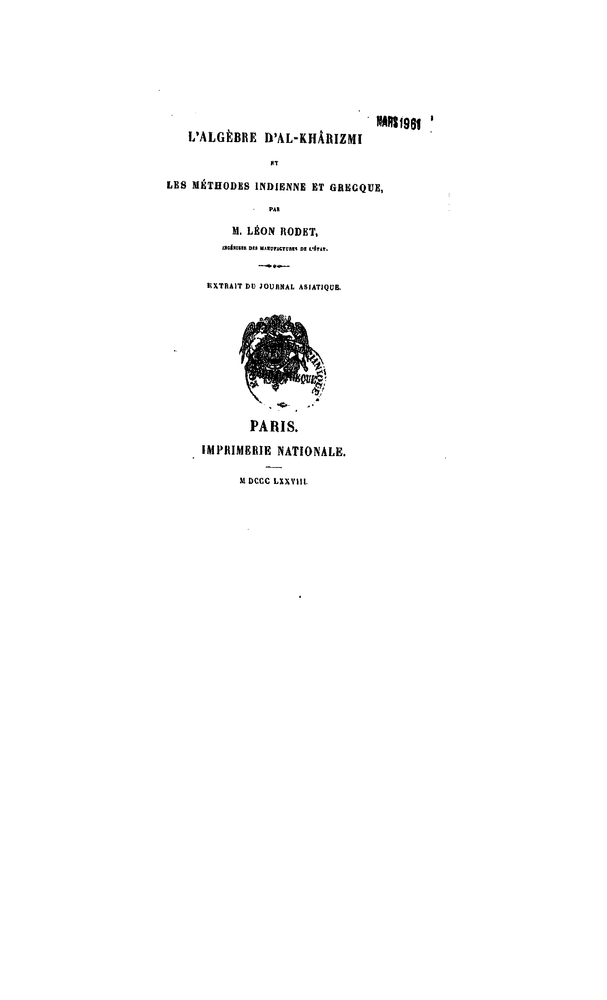 MARS 1961
L'ALGÈBRE D'AL-KHÂRIZMI
ET
LES MÉTHODES INDIENNE ET GRECQUE,
PAR
M. LÉON RODET,
INGÉNIEUR DES MANUFACTURES DE L'ÉTAT.
EXTRAIT DU JOURNAL ASIATIQUE.
PARIS.
IMPRIMERIE NATIONALE.
M DCCC LXXVIII.